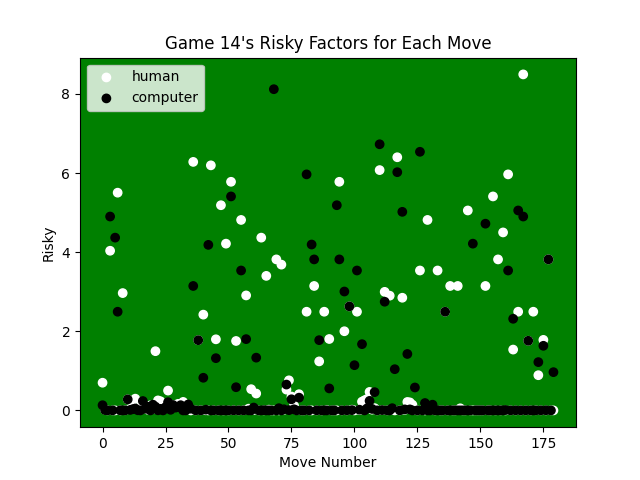 Game 14's Risky Factors for Each Move
human
computer
Risky
8
6
4
2
0
0 25 50 75 100 125 150 175
Move Number